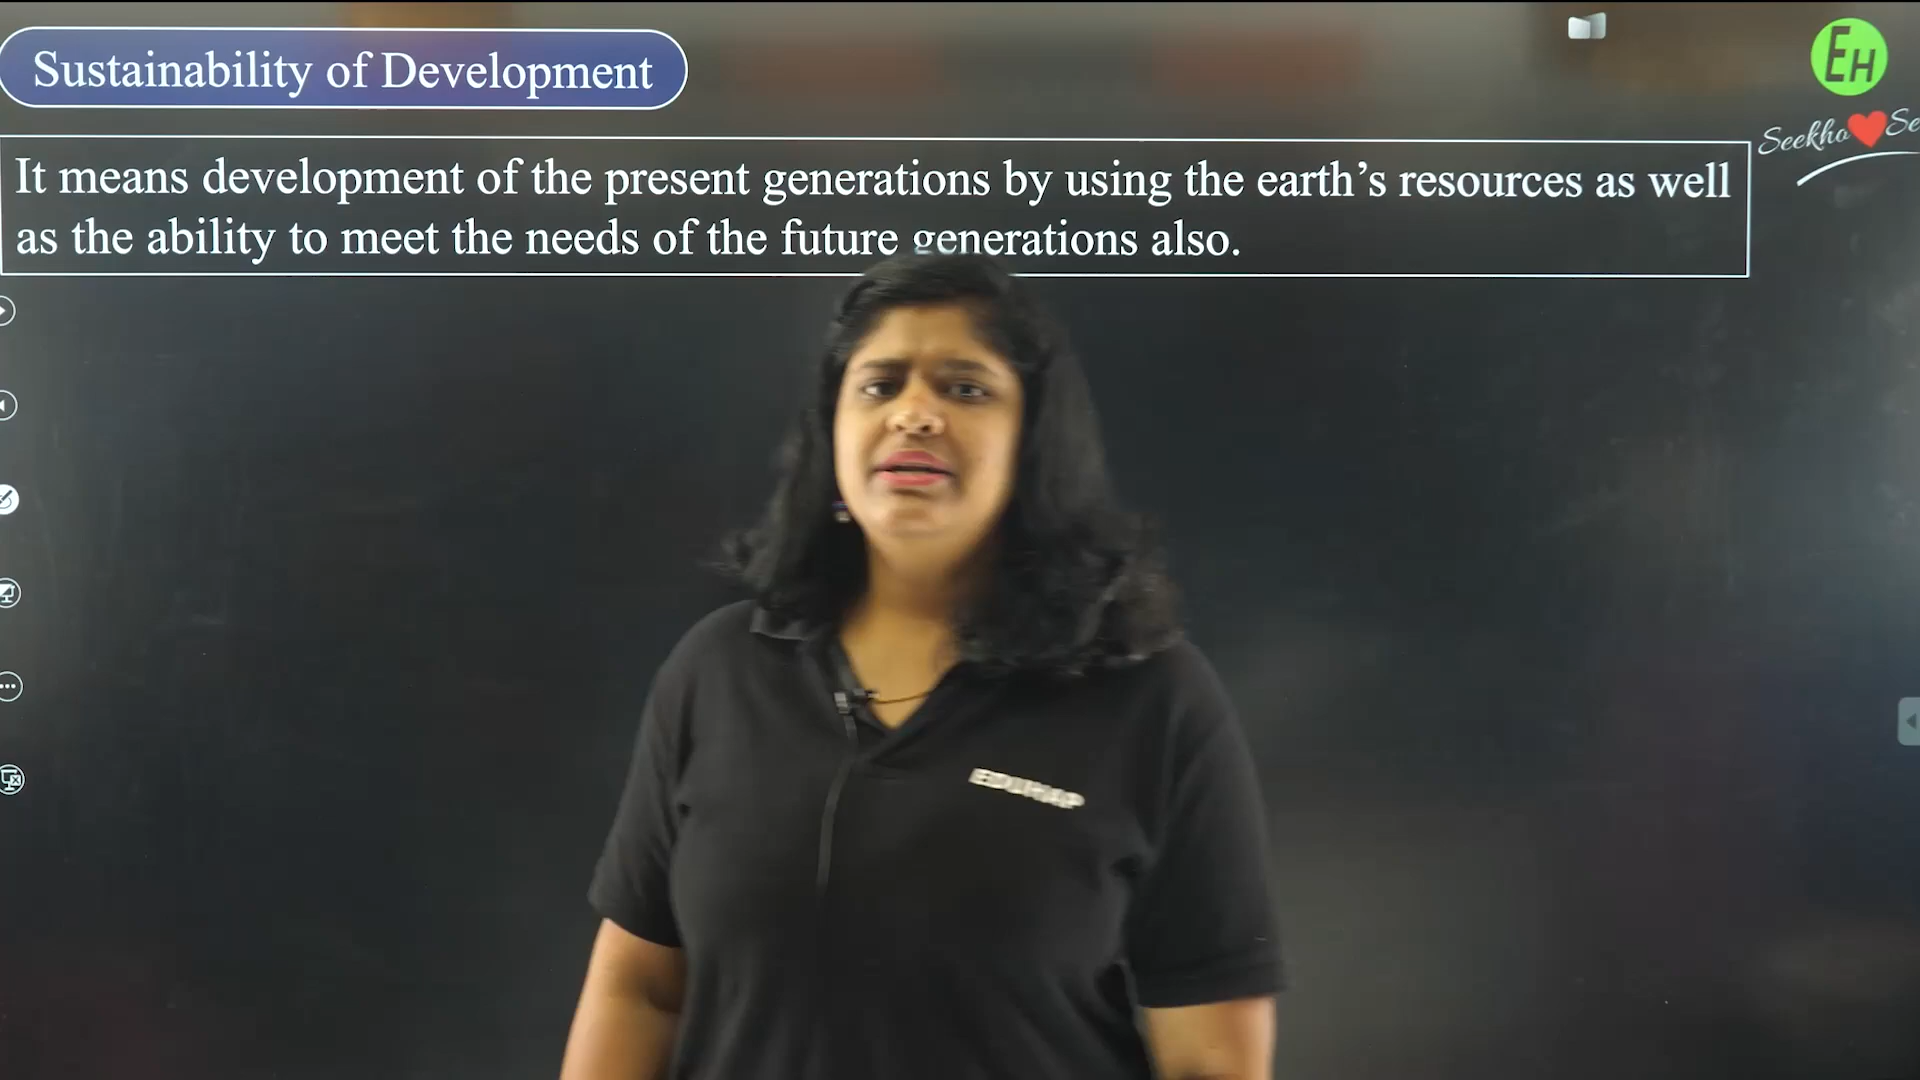 Sustainability of Development
EH
Seekho
It means development of the present generations by using the earth's resources as well
as the ability to meet the needs of the future generations also.
EDUHAP